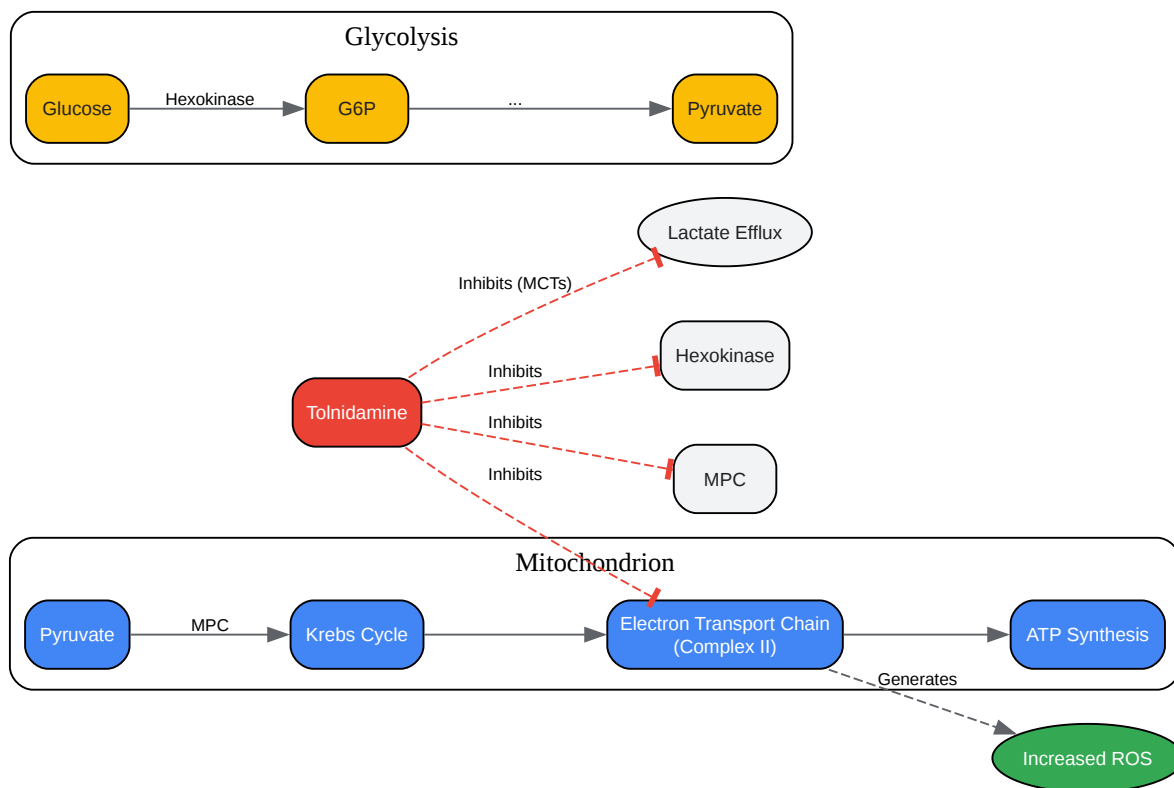 Glycolysis
Glucose
Hexokinase
G6P
...
Pyruvate
Lactate Efflux
Inhibits (MCTs)
Hexokinase
Inhibits
Tolnidamine
Inhibits
MPC
Inhibits
Mitochondrion
Pyruvate
MPC
Krebs Cycle
Electron Transport Chain
(Complex II)
ATP Synthesis
Generates
Increased ROS